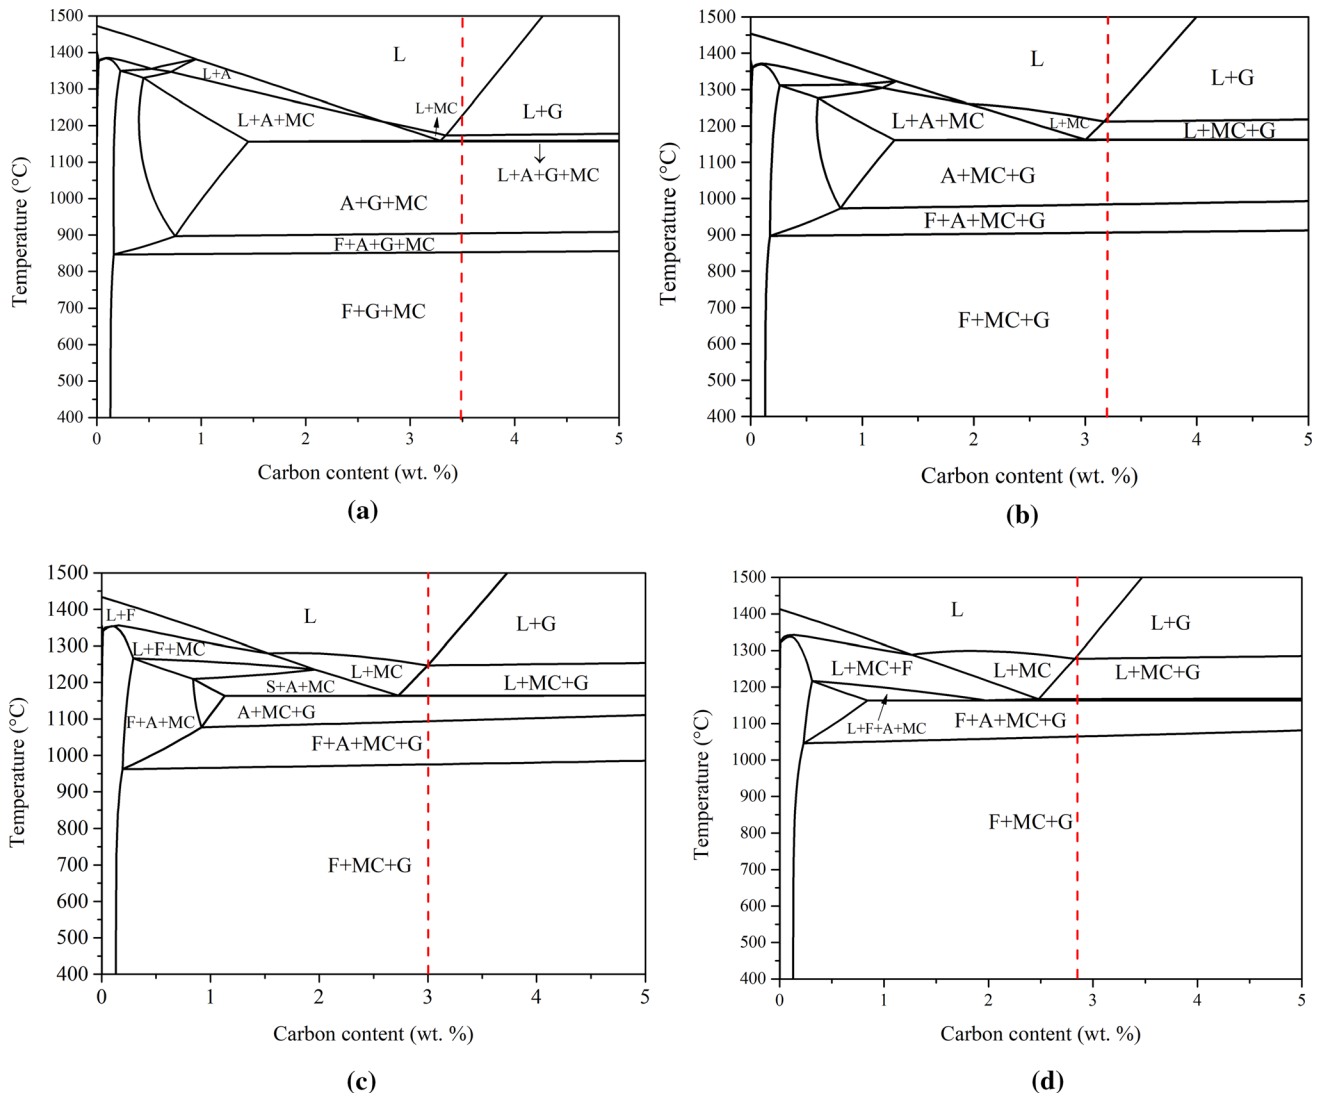 1500
1400
1300
1200
1100
1000
900
800
700
600
500
400
Temperature (°C)
L
L+A
L+MC
L+G
L+A+MC
L+A+G+MC
A+G+MC
F+A+G+MC
F+G+MC
0 1 2 3 4 5
Carbon content (wt. %)
(a)
1500
1400
1300
1200
1100
1000
900
800
700
600
500
400
Temperature (°C)
L
L+G
L+A+MC
L+MC
L+MC+G
A+MC+G
F+A+MC+G
F+MC+G
0 1 2 3 4 5
Carbon content (wt. %)
(b)
1500
1400
1300
1200
1100
1000
900
800
700
600
500
400
Temperature (°C)
L+F
L
L+G
L+F+MC
L+MC
S+A+MC
L+MC+G
F+A+MC
A+MC+G
F+A+MC+G
F+MC+G
0 1 2 3 4 5
Carbon content (wt. %)
(c)
1500
1400
1300
1200
1100
1000
900
800
700
600
500
400
Temperature (°C)
L
L+G
L+MC+F
L+MC
L+MC+G
F+A+MC+G
L+F+A+MC
F+MC+G
0 1 2 3 4 5
Carbon content (wt. %)
(d)